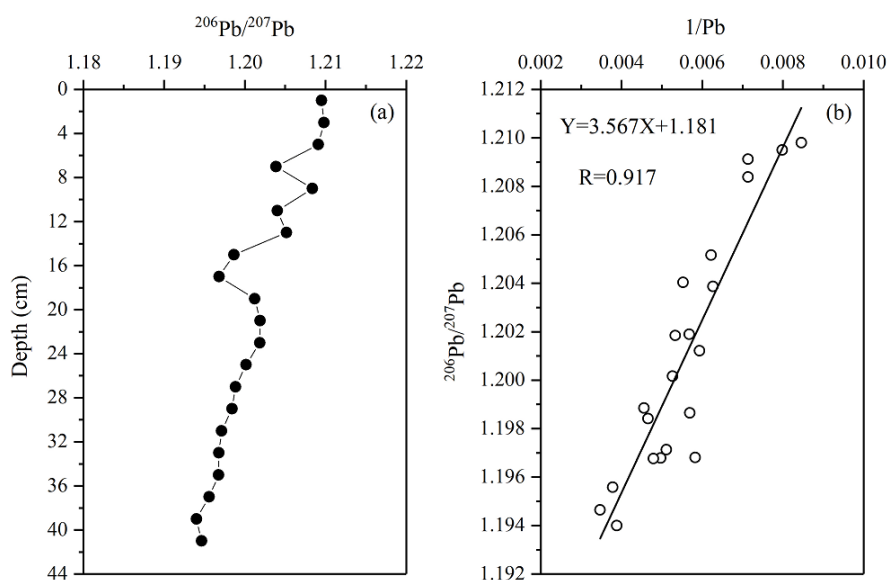 ²⁰⁶Pb/²⁰⁷Pb
1.18 1.19 1.20 1.21 1.22
0
4
8
12
16
20
24
28
32
36
40
44
Depth (cm)
(a)
1/Pb
0.002 0.004 0.006 0.008 0.010
1.212
1.210
1.208
1.206
1.204
1.202
1.200
1.198
1.196
1.194
1.192
²⁰⁶Pb/²⁰⁷Pb
(b)
Y=3.567X+1.181
R=0.917